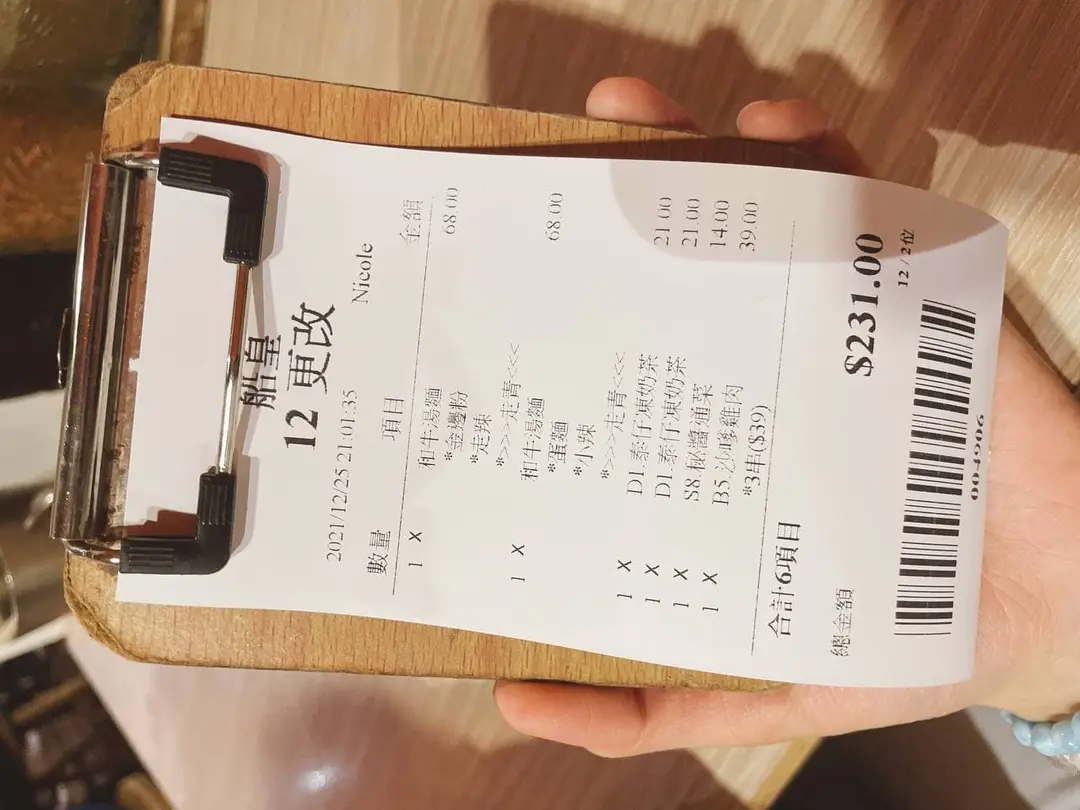 船皇
12 更改
2021/12/25 21:01:35 Nicole
數量 項目 金額
1 X 和牛湯麵 68.00
*金邊粉
*走辣
*>>>走青<<<
1 X 和牛湯麵 68.00
*蛋麵
*小辣
*>>>走青<<<
1 X D1.泰仔凍奶茶 21.00
1 X D1.泰仔凍奶茶 21.00
1 X S8.秘醬通菜 14.00
1 X B5.沙嗲雞肉 39.00
*3串($39)
合計6項目
總金額 $231.00
12 / 2位
004906